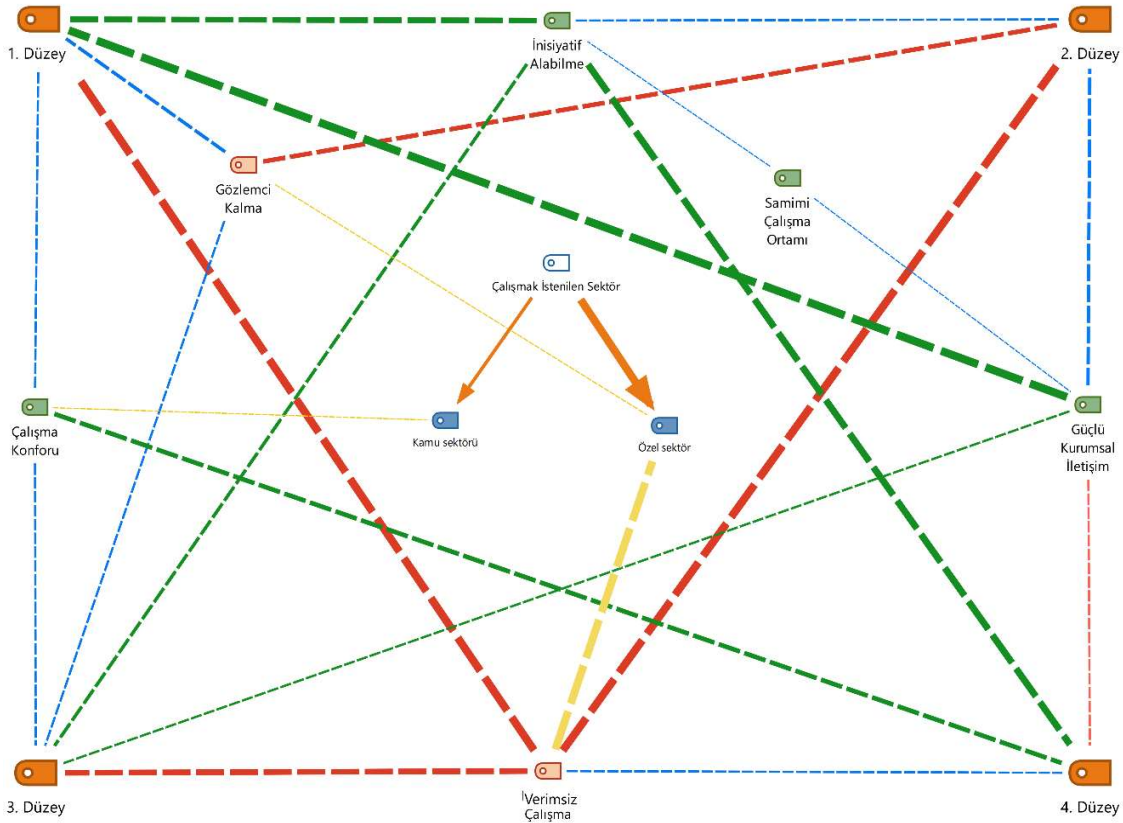 1. Düzey
İnisiyatif
Alabilme
2. Düzey
Gözlemci
Kalma
Samimi
Çalışma
Ortamı
Çalışmak İstenilen Sektör
Çalışma
Konforu
Kamu sektörü
Özel sektör
Güçlü
Kurumsal
İletişim
3. Düzey
Verimsiz
Çalışma
4. Düzey